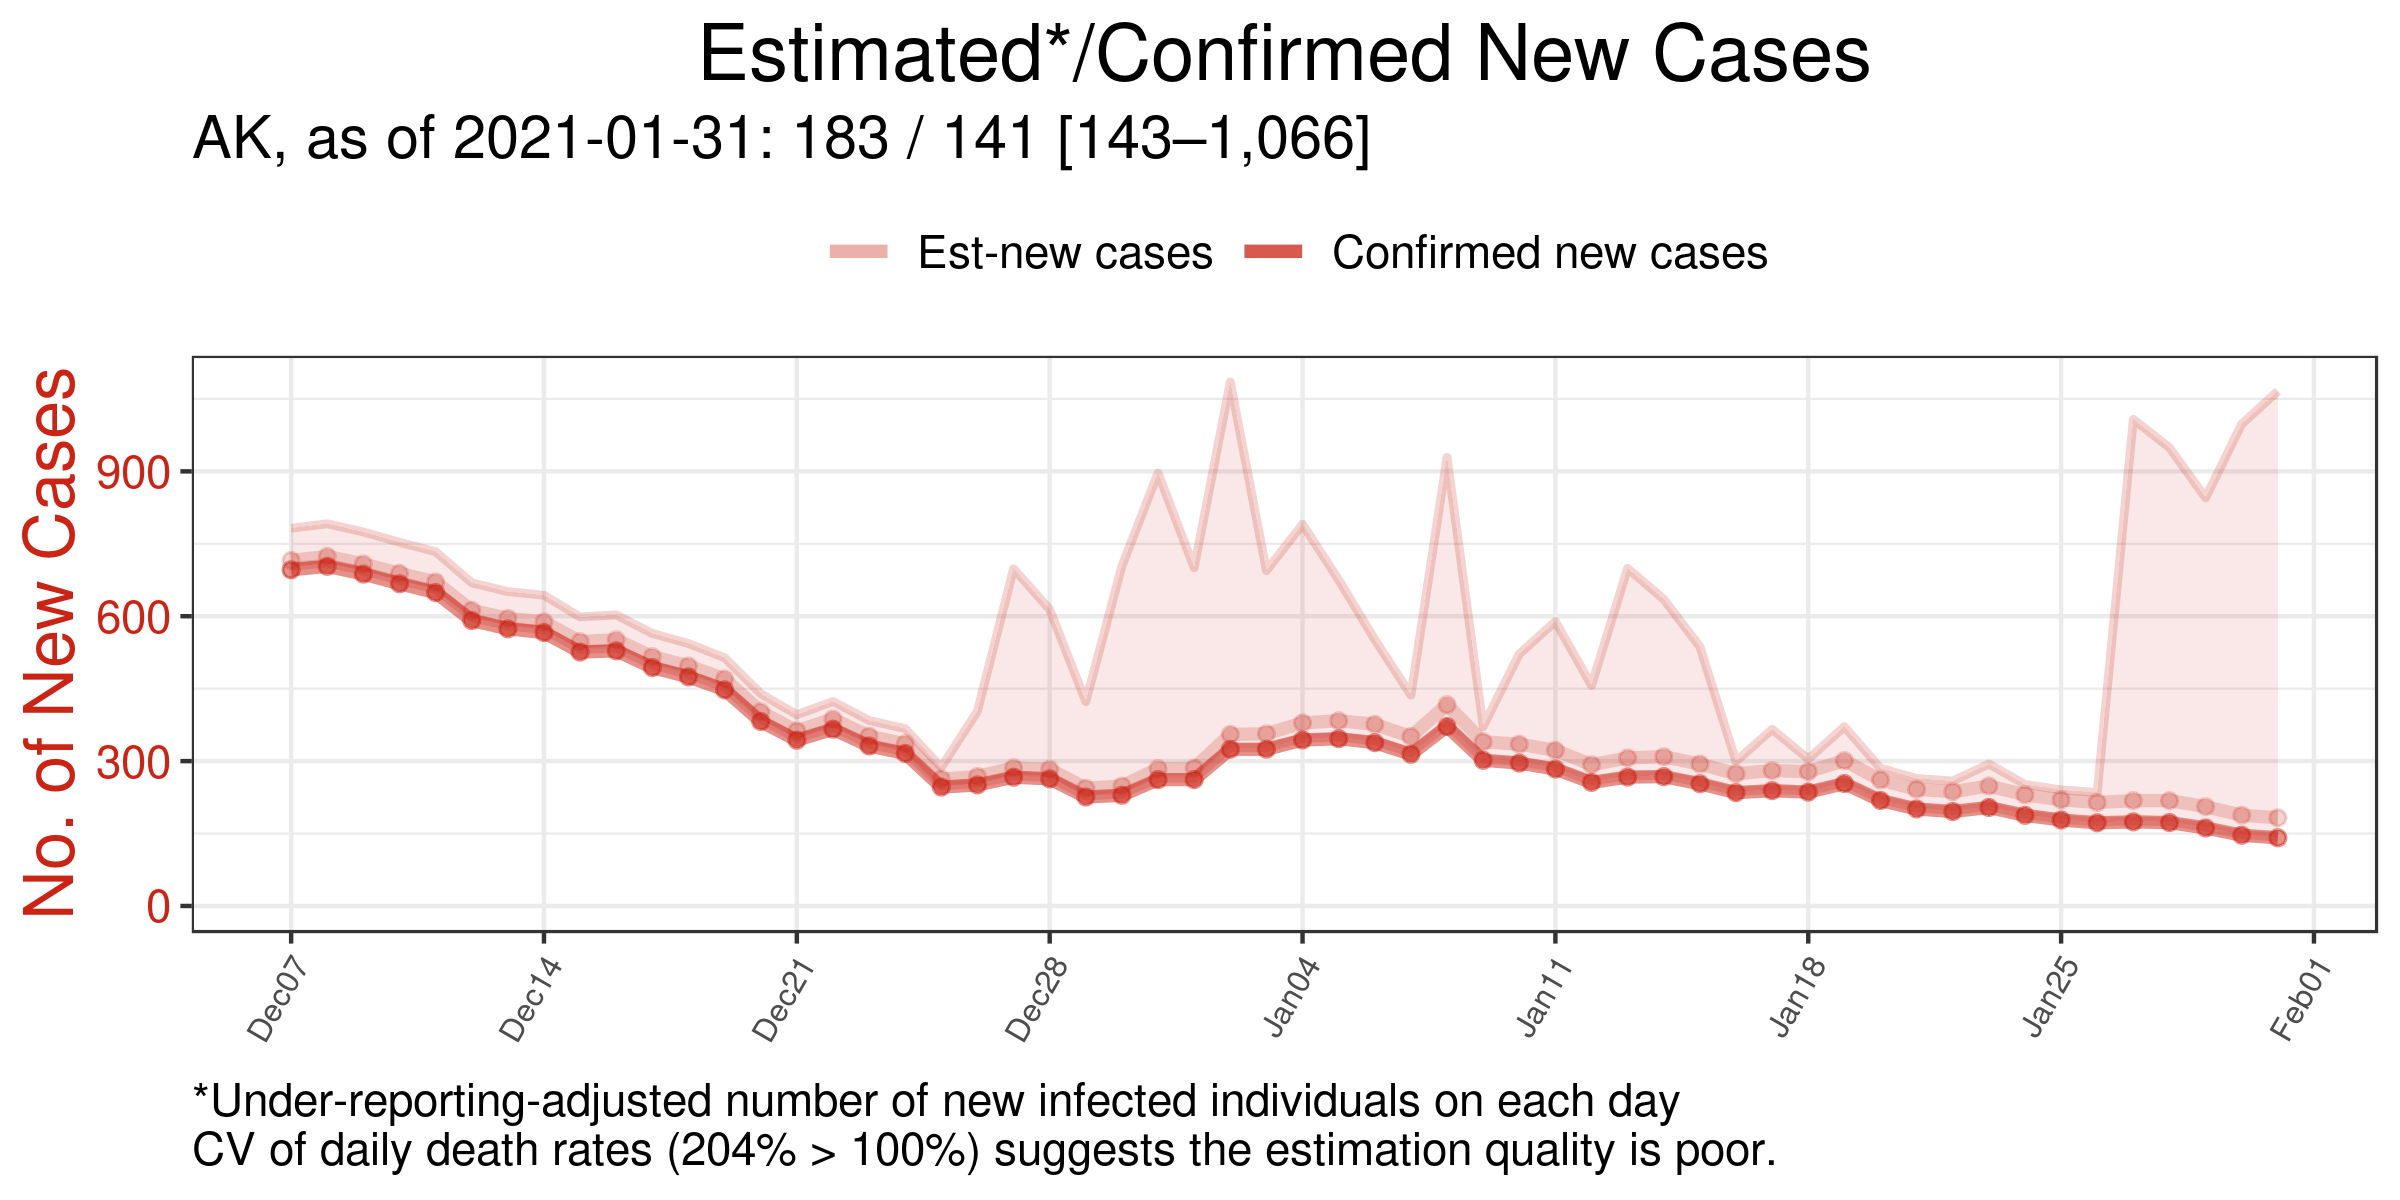 Estimated*/Confirmed New Cases
AK, as of 2021-01-31: 183 / 141 [143–1,066]
Est-new cases Confirmed new cases
No. of New Cases
900
600
300
0
Dec07 Dec14 Dec21 Dec28 Jan04 Jan11 Jan18 Jan25 Feb01
*Under-reporting-adjusted number of new infected individuals on each day
CV of daily death rates (204% > 100%) suggests the estimation quality is poor.